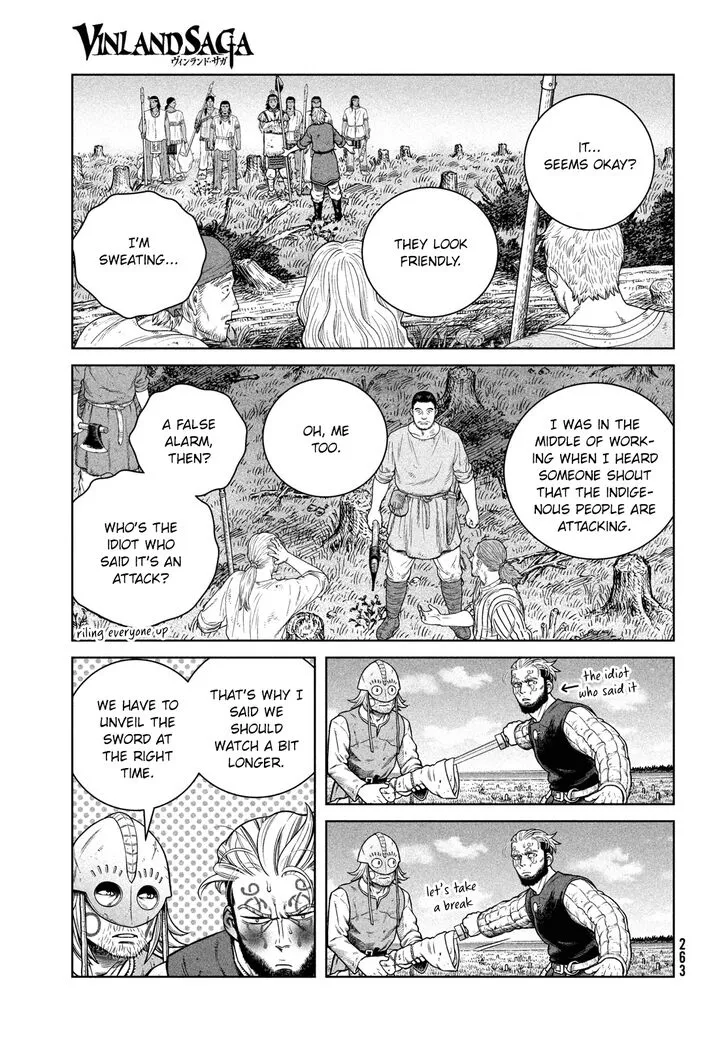 VINLAND SAGA
ヴィンランド・サガ
IT...
SEEMS OKAY?
THEY LOOK
FRIENDLY.
I'M
SWEATING...
I WAS IN THE
MIDDLE OF WORK-
ING WHEN I HEARD
SOMEONE SHOUT
THAT THE INDIGE-
NOUS PEOPLE ARE
ATTACKING.
OH, ME
TOO.
A FALSE
ALARM,
THEN?
WHO'S THE
IDIOT WHO
SAID IT'S AN
ATTACK?
riling everyone up
the idiot
who said it
let's take
a break
THAT'S WHY I
SAID WE
SHOULD
WATCH A BIT
LONGER.
WE HAVE TO
UNVEIL THE
SWORD AT
THE RIGHT
TIME.
263